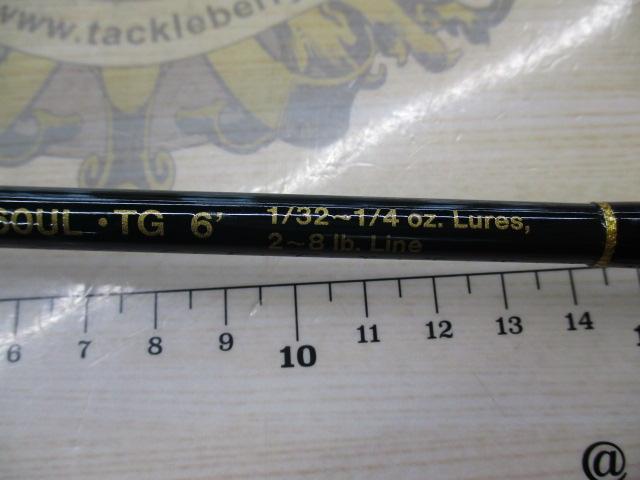 www.tackleberry
SOUL・TG 6' 1/32~1/4 oz. Lures,
2~8 lb. Line
6 7 8 9 10 11 12 13 14
@